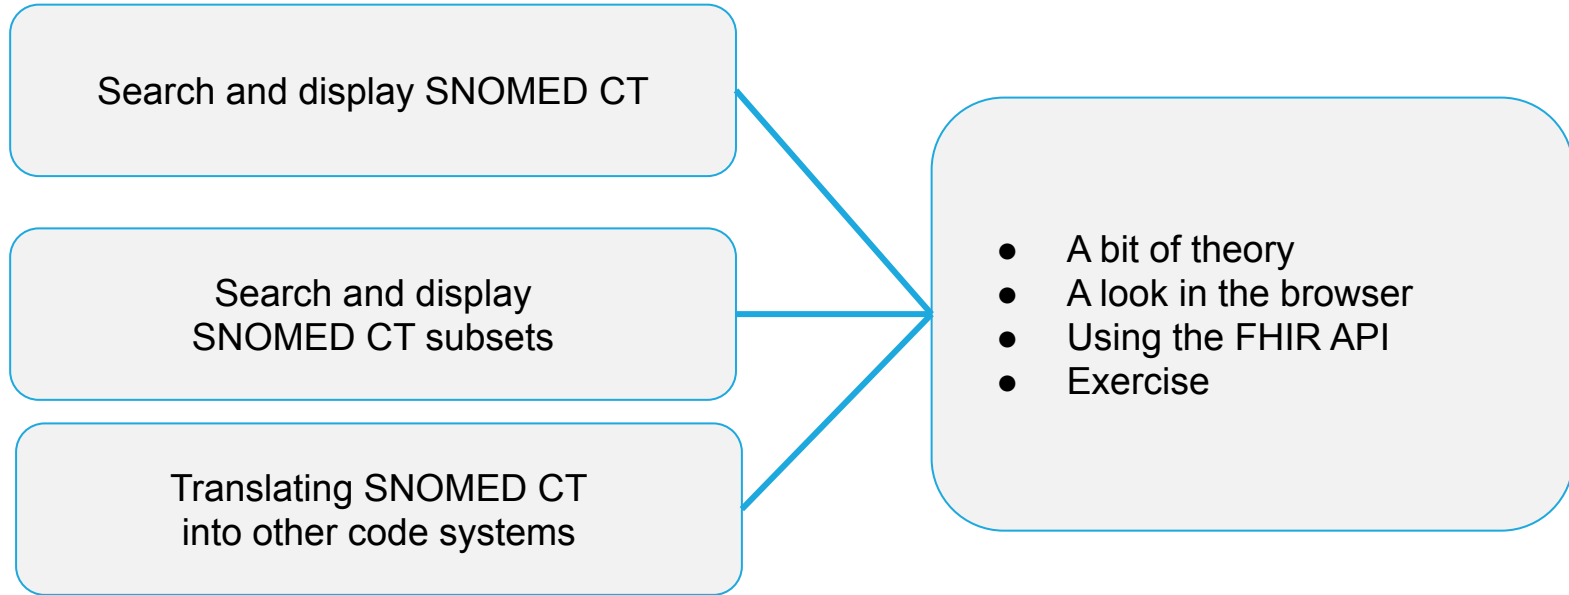 Search and display SNOMED CT
Search and display
SNOMED CT subsets
Translating SNOMED CT
into other code systems
● A bit of theory
● A look in the browser
● Using the FHIR API
● Exercise